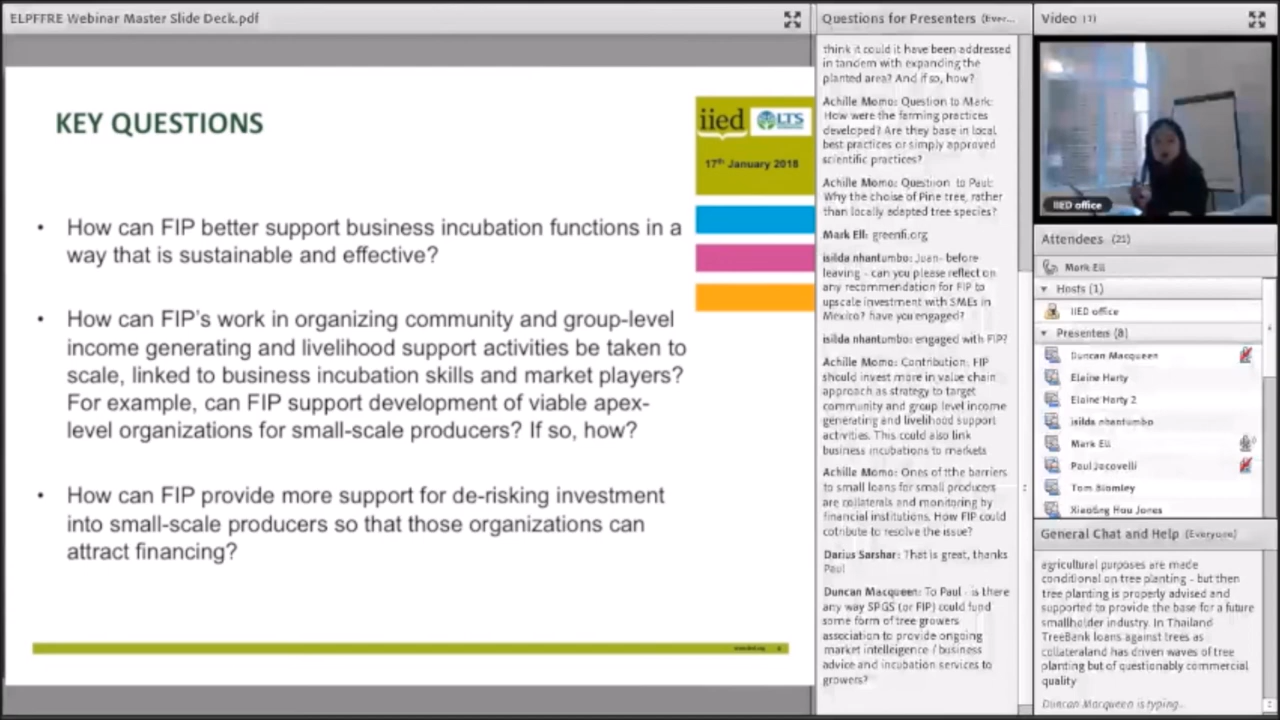 ELPFFRE Webinar Master Slide Deck.pdf
KEY QUESTIONS
iied
LTS
17th January 2018
• How can FIP better support business incubation functions in a
way that is sustainable and effective?
• How can FIP's work in organizing community and group-level
income generating and livelihood support activities be taken to
scale, linked to business incubation skills and market players?
For example, can FIP support development of viable apex-
level organizations for small-scale producers? If so, how?
• How can FIP provide more support for de-risking investment
into small-scale producers so that those organizations can
attract financing?
Questions for Presenters (Ever...
think it could it have been addressed
in tandem with expanding the
planted area? And if so, how?
Achille Momo: Question to Mark:
How were the farming practices
developed? Are they base in local
best practices or simply approved
scientific practices?
Achille Momo: Question to Paul:
Why the choise of Pine tree, rather
than locally adapted tree species?
Mark Ell: greenfi.org
isilda nhantumbo: Juan- before
leaving - can you please reflect on
any recommendation for FIP to
upscale investment with SMEs in
Mexico? have you engaged?
isilda nhantumbo: engaged with FIP?
Achille Momo: Contribution: FIP
should invest more in value chain
approach as strategy to target
community and group level income
generating and livelihood support
activities. This could also link
business incubations to markets
Achille Momo: Ones of tthe barriers
to small loans for small producers
are collaterals and monitoring by
financial institutions. How FIP could
cotribute to resolve the issue?
Darius Sarshar: That is great, thanks
Paul
Duncan Macqueen: To Paul - is there
any way SPGS (or FIP) could fund
some form of tree growers
association to provide ongoing
market intelleigence / business
advice and incubation services to
growers?
Video (1)
IIED office
Attendees (21)
Mark Ell
Hosts (1)
IIED office
Presenters (8)
Duncan Macqueen
Elaine Harty
Elaine Harty 2
isilda nhantumbo
Mark Ell
Paul Jacovelli
Tom Blomley
Xiaoting Hou Jones
General Chat and Help (Everyone)
agricultural purposes are made
conditional on tree planting - but then
tree planting is properly advised and
supported to provide the base for a future
smallholder industry. In Thailand
TreeBank loans against trees as
collateraland has driven waves of tree
planting but of questionably commercial
quality
Duncan Macqueen is typing...